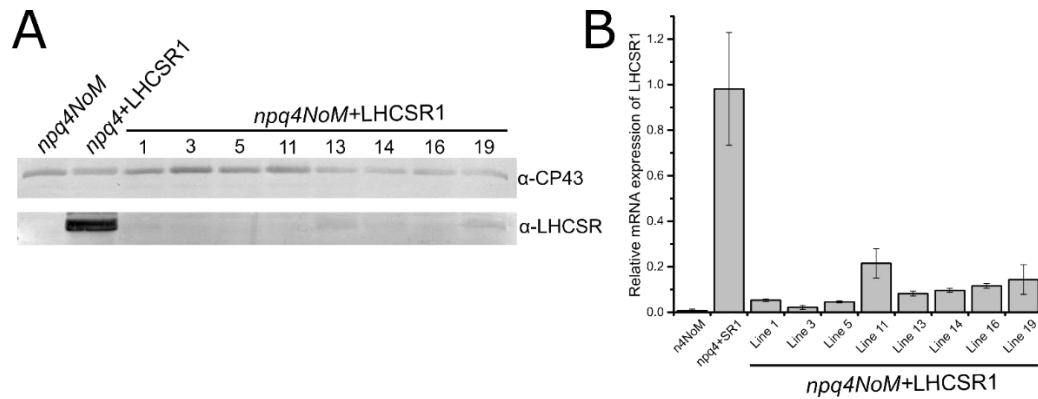 A
npq4NoM
npq4+LHCSR1
npq4NoM+LHCSR1
1 3 5 11 13 14 16 19
α-CP43
α-LHCSR
B
Relative mRNA expression of LHCSR1
1.2
1.0
0.8
0.6
0.4
0.2
0.0
n4NoM
npq4+SR1
Line 1
Line 3
Line 5
Line 11
Line 13
Line 14
Line 16
Line 19
npq4NoM+LHCSR1